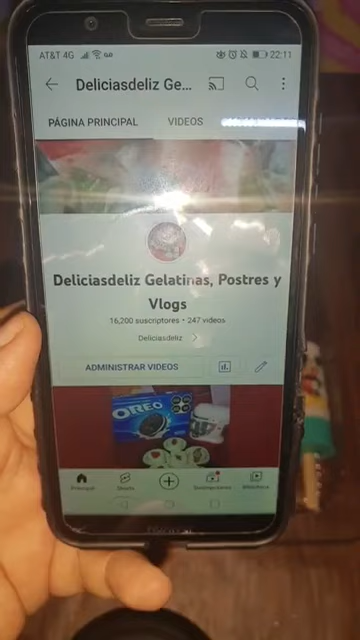 AT&T 4G 22:11
Deliciasdeliz Ge...
PÁGINA PRINCIPAL VIDEOS
Deliciasdeliz Gelatinas, Postres y
Vlogs
16,200 suscriptores • 247 videos
Deliciasdeliz
ADMINISTRAR VIDEOS
OREO
Principal Shorts Suscripciones Biblioteca
HUAWEI